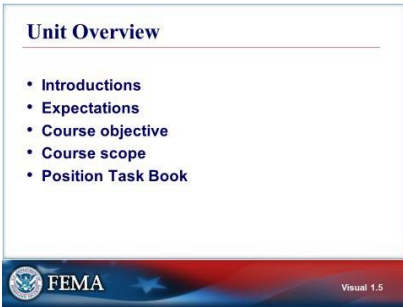 Unit Overview
• Introductions
• Expectations
• Course objective
• Course scope
• Position Task Book
FEMA
Visual 1.5